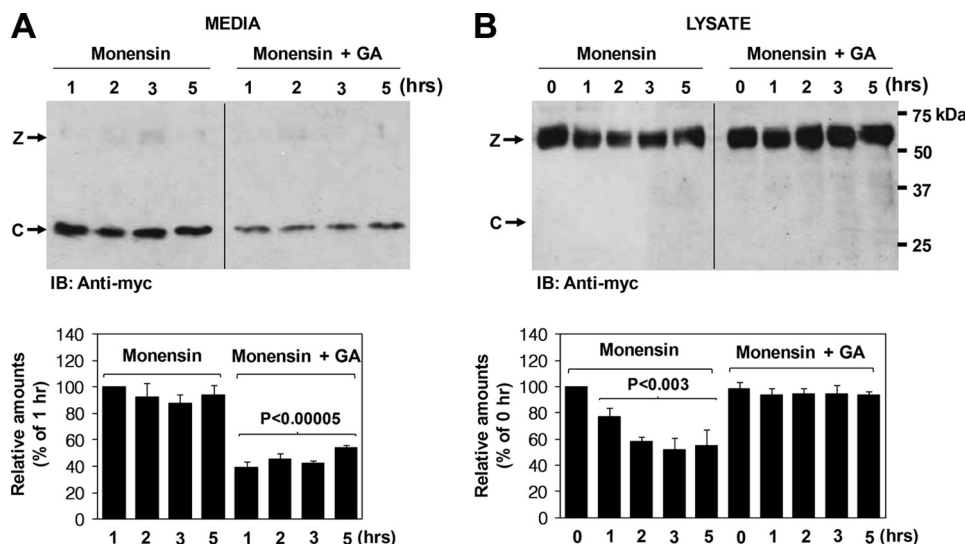 A
MEDIA
Monensin
Monensin + GA
1 2 3 5 1 2 3 5 (hrs)
Z
C
IB: Anti-myc
Relative amounts
(% of 1 hr)
140
120
100
80
60
40
20
0
Monensin
Monensin + GA
P<0.00005
1 2 3 5 1 2 3 5 (hrs)
B
LYSATE
Monensin
Monensin + GA
0 1 2 3 5 0 1 2 3 5 (hrs)
Z
C
75 kDa
50
37
25
IB: Anti-myc
Relative amounts
(% of 0 hr)
140
120
100
80
60
40
20
0
Monensin
Monensin + GA
P<0.003
0 1 2 3 5 0 1 2 3 5 (hrs)